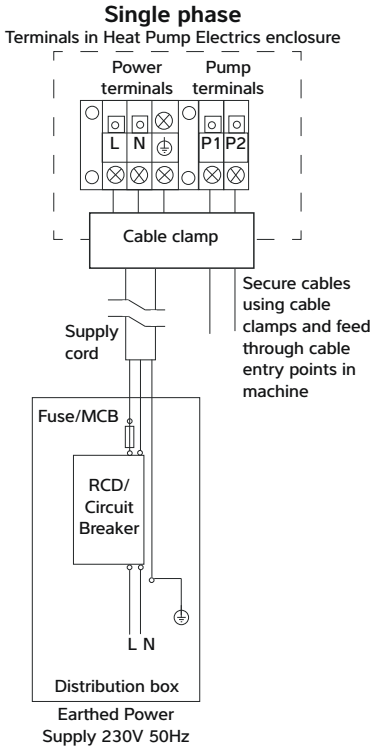 Single phase
Terminals in Heat Pump Electrics enclosure
Power
terminals
Pump
terminals
L N P1 P2
Cable clamp
Secure cables
using cable
clamps and feed
through cable
entry points in
machine
Supply
cord
Fuse/MCB
RCD/
Circuit
Breaker
L N
Distribution box
Earthed Power
Supply 230V 50Hz